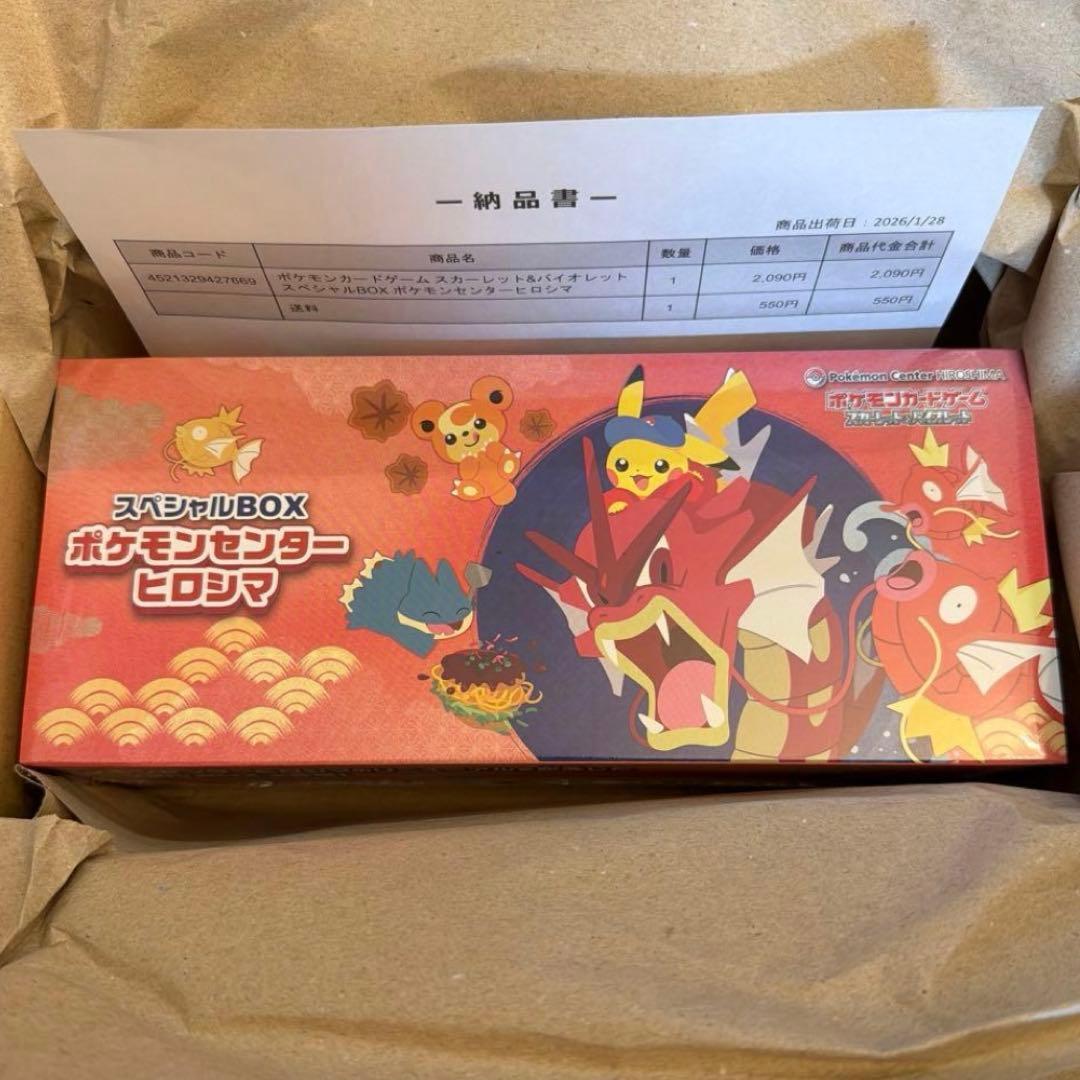 ー納品書ー
商品出荷日：2026/1/28
商品コード 商品名 数量 価格 商品代金合計
4521329427669 ポケモンカードゲーム スカーレット&バイオレット 1 2,090円 2,090円
スペシャルBOX ポケモンセンターヒロシマ
送料 1 550円 550円
Pokémon Center HIROSHIMA
ポケモンカードゲーム
スカーレット&バイオレット
スペシャルBOX
ポケモンセンター
ヒロシマ